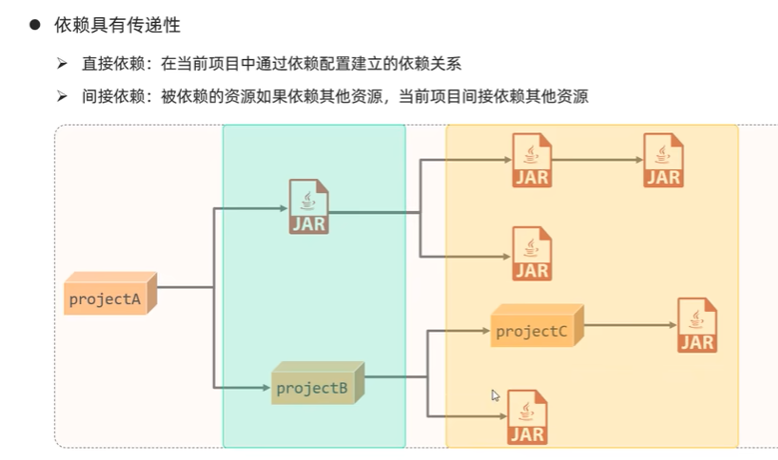 依赖具有传递性
直接依赖：在当前项目中通过依赖配置建立的依赖关系
间接依赖：被依赖的资源如果依赖其他资源，当前项目间接依赖其他资源
JAR
JAR
JAR
JAR
projectA
projectC
JAR
projectB
JAR